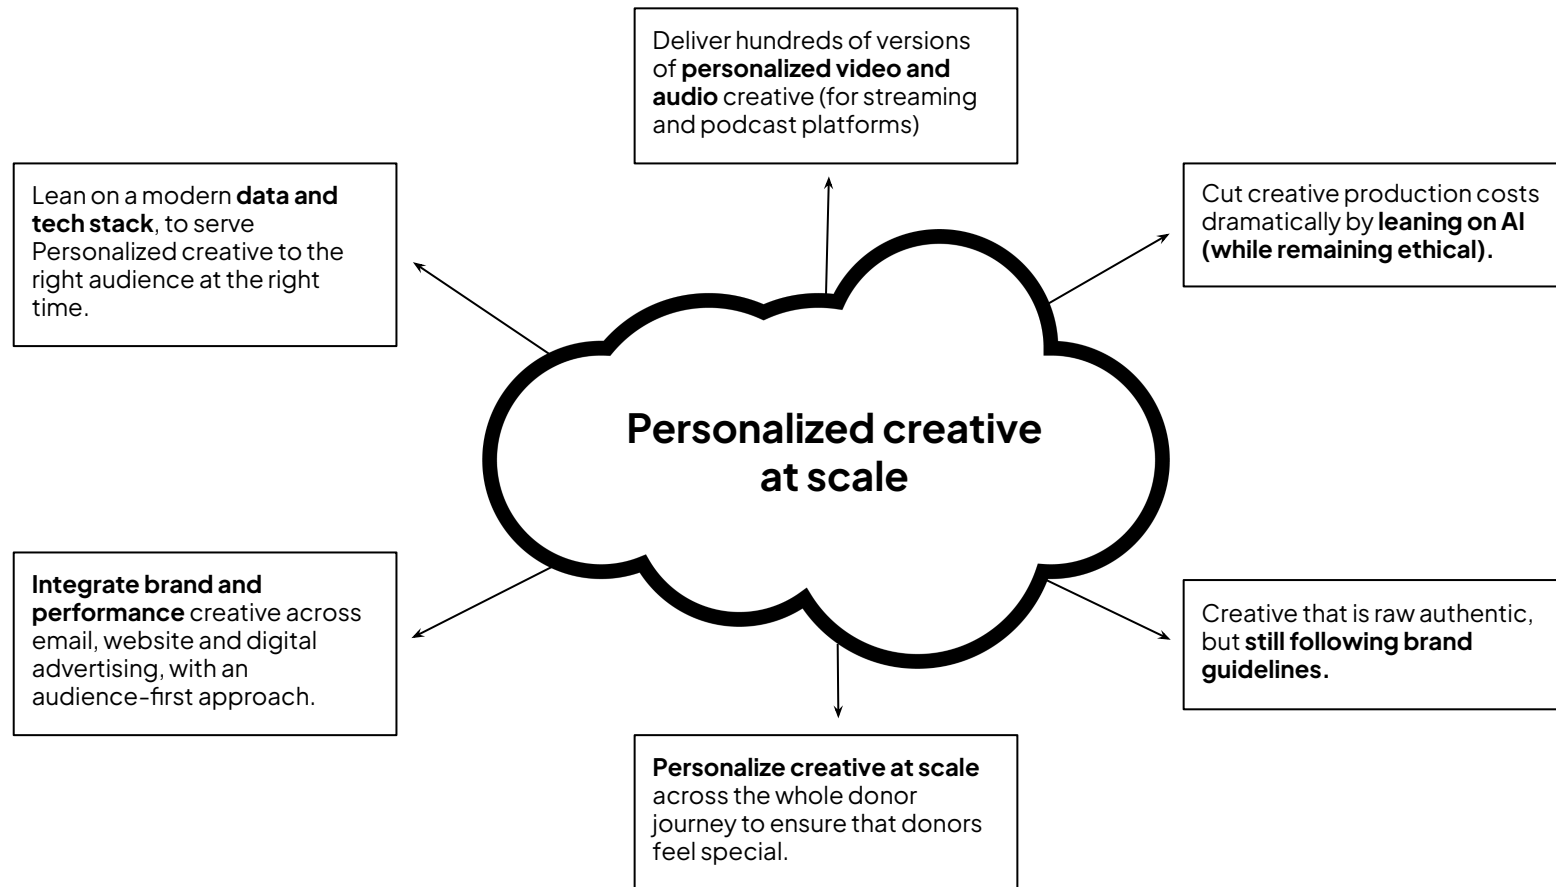 Deliver hundreds of versions
of personalized video and
audio creative (for streaming
and podcast platforms)
Lean on a modern data and
tech stack, to serve
Personalized creative to the
right audience at the right
time.
Cut creative production costs
dramatically by leaning on AI
(while remaining ethical).
Personalized creative
at scale
Integrate brand and
performance creative across
email, website and digital
advertising, with an
audience-first approach.
Creative that is raw authentic,
but still following brand
guidelines.
Personalize creative at scale
across the whole donor
journey to ensure that donors
feel special.